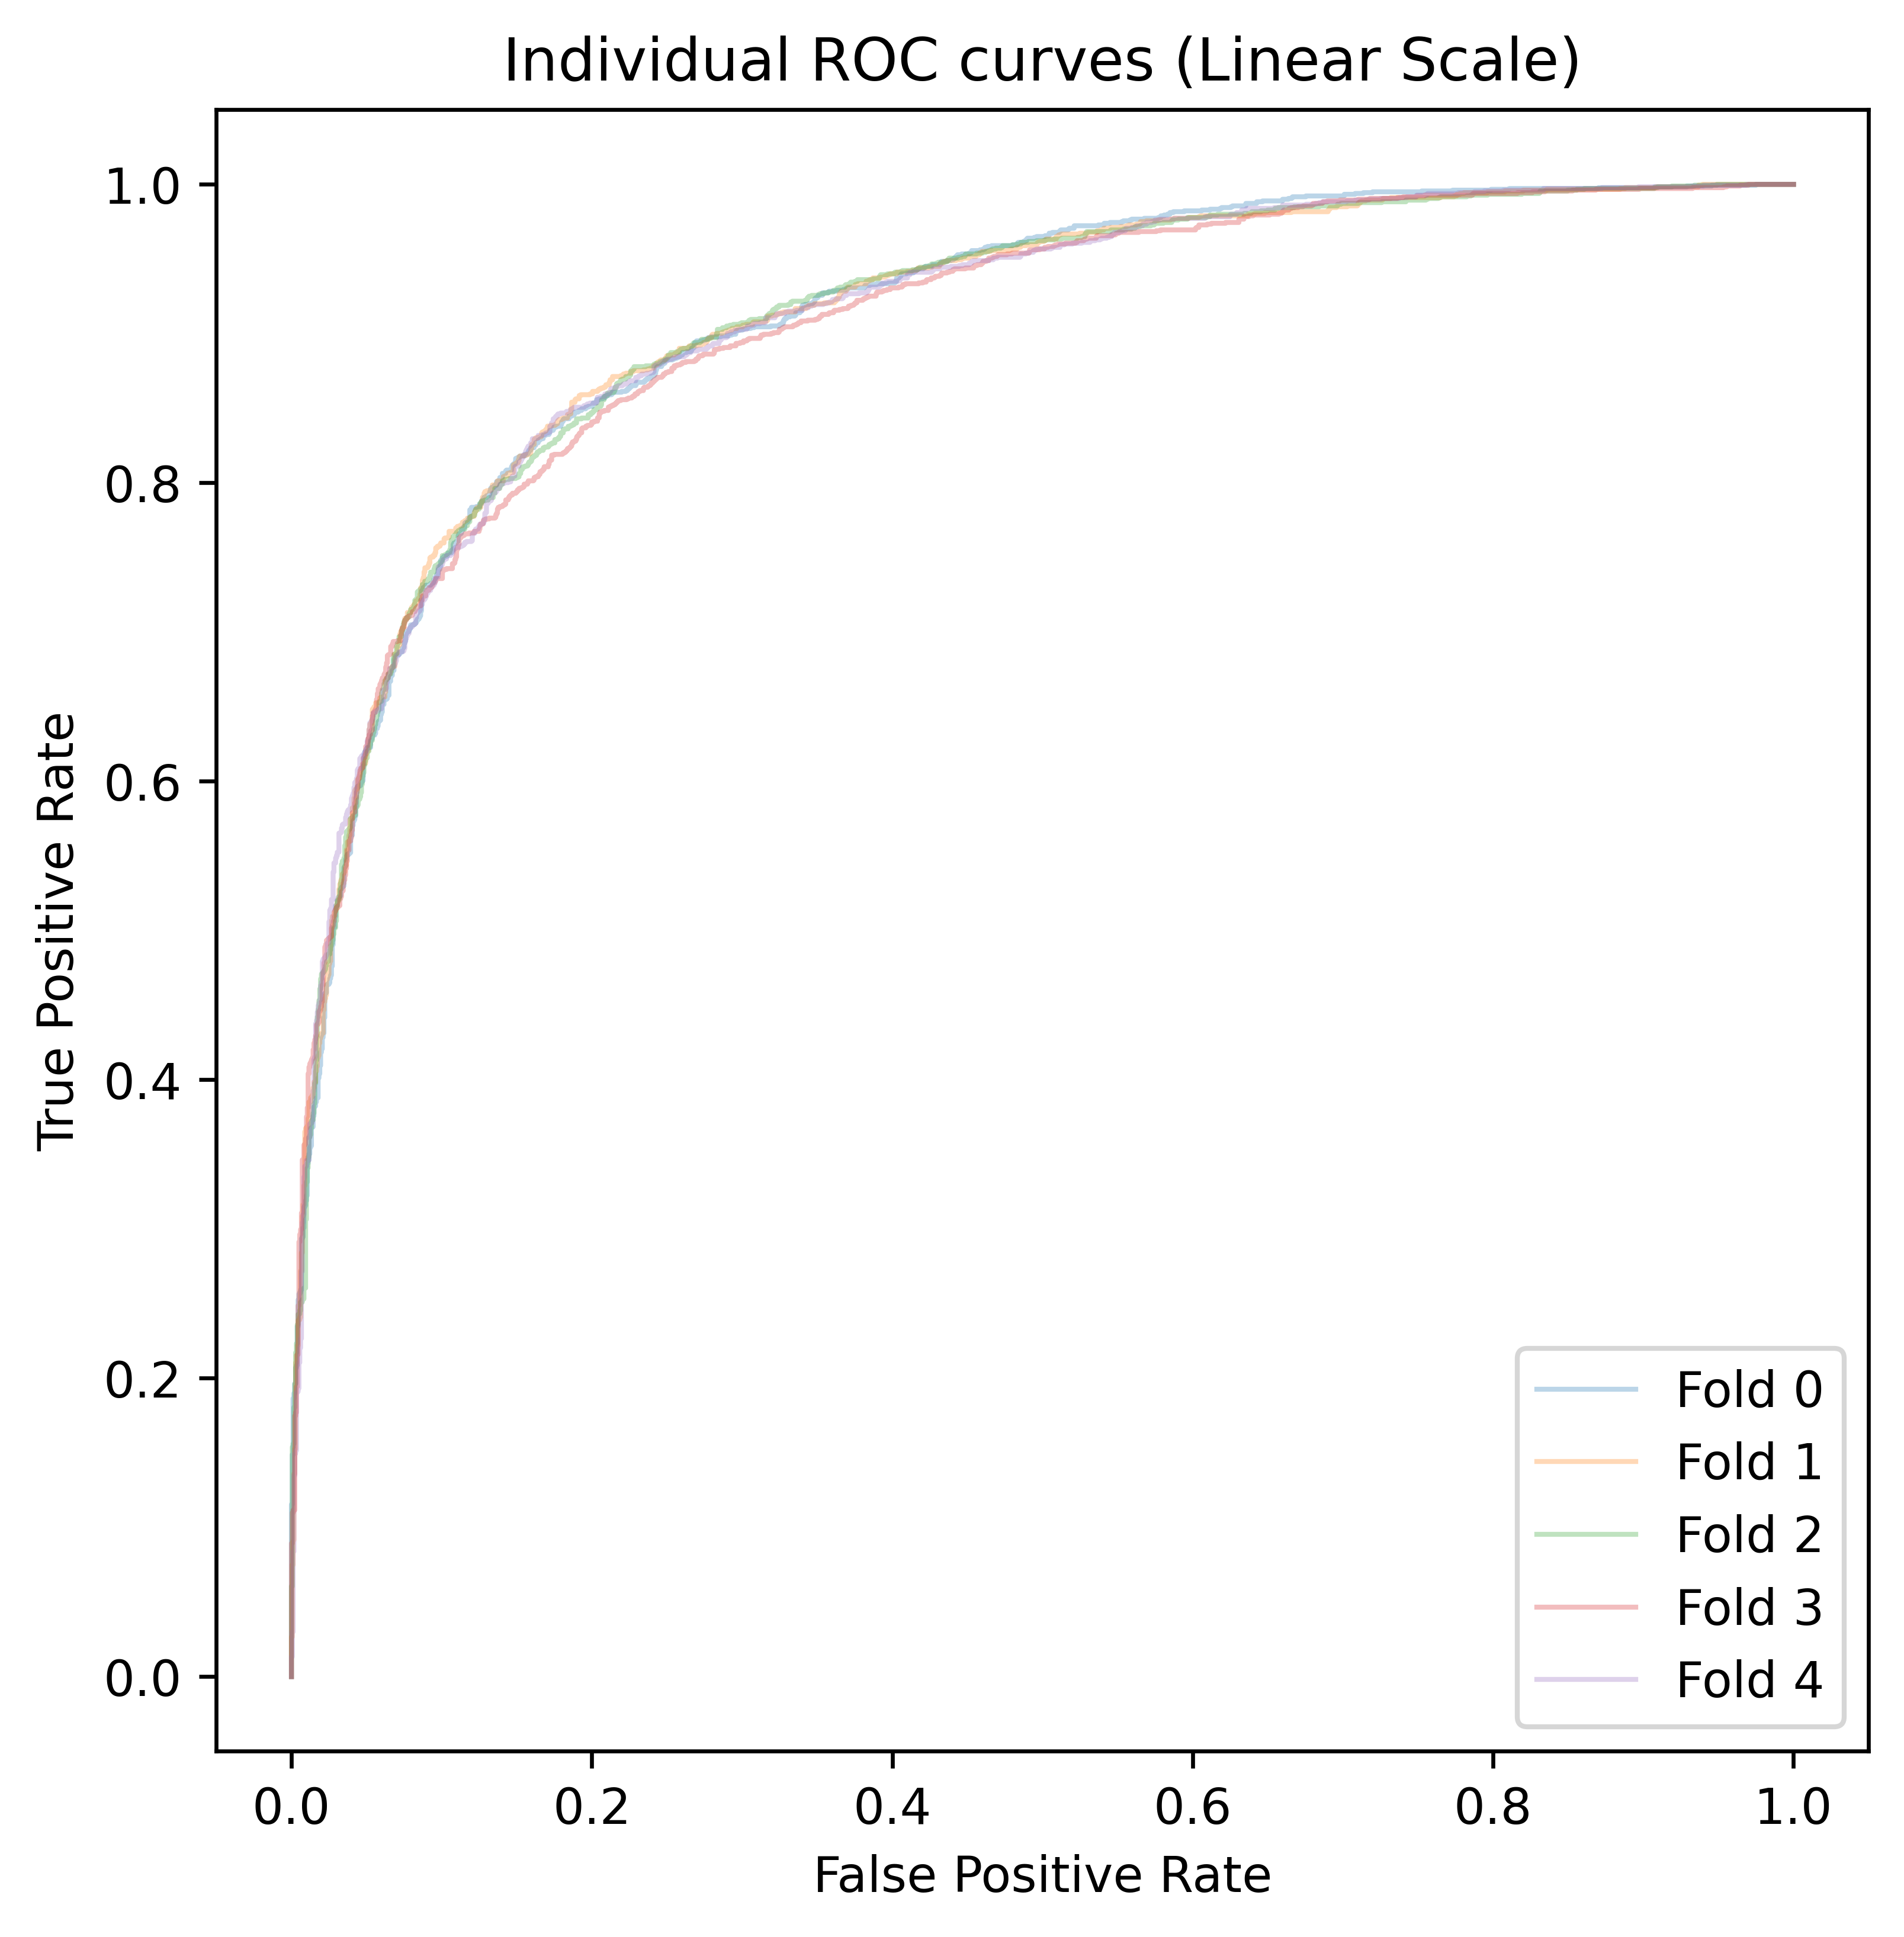 Individual ROC curves (Linear Scale)
1.0
0.8
0.6
0.4
0.2
0.0
True Positive Rate
0.0 0.2 0.4 0.6 0.8 1.0
False Positive Rate
Fold 0
Fold 1
Fold 2
Fold 3
Fold 4